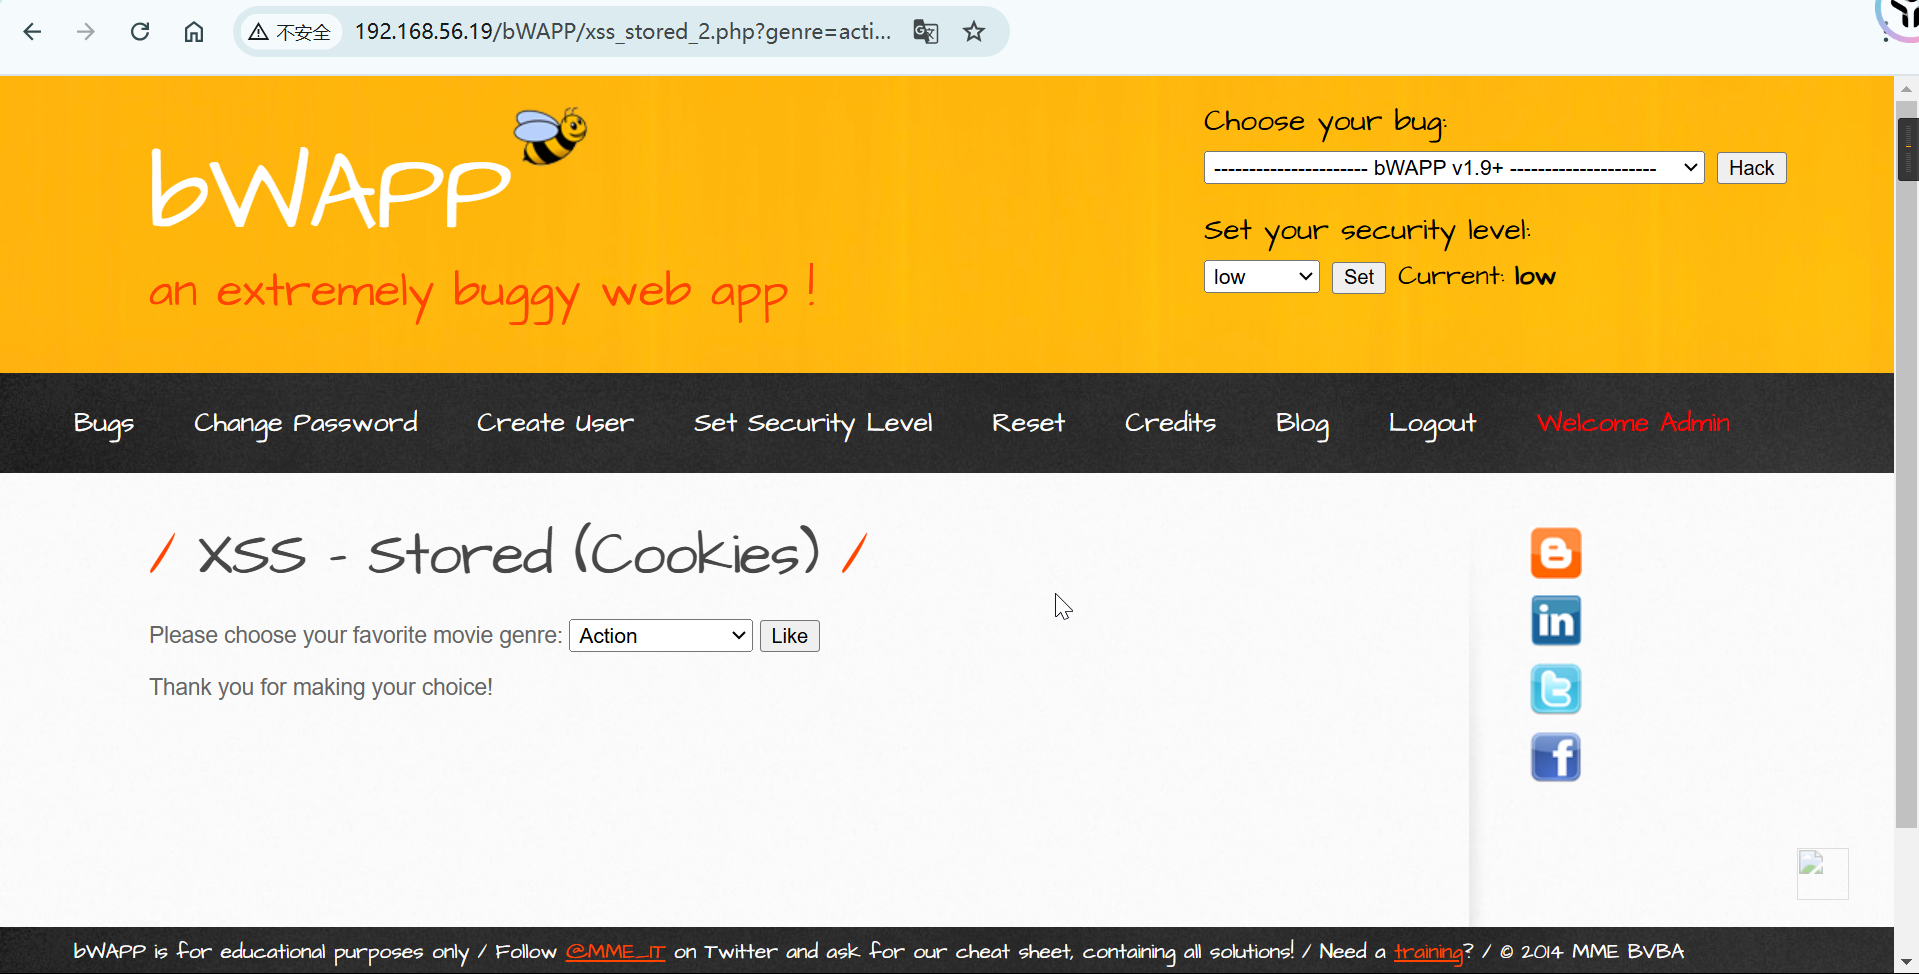 不安全 192.168.56.19/bWAPP/xss_stored_2.php?genre=acti...
bWAPP
an extremely buggy web app !
Choose your bug:
---------------------- bWAPP v1.9+ --------------------- Hack
Set your security level:
low Set Current: low
Bugs Change Password Create User Set Security Level Reset Credits Blog Logout Welcome Admin
/ XSS - Stored (Cookies) /
Please choose your favorite movie genre: Action Like
Thank you for making your choice!
bWAPP is for educational purposes only / Follow @MME_IT on Twitter and ask for our cheat sheet, containing all solutions! / Need a training? / © 2014 MME BVBA